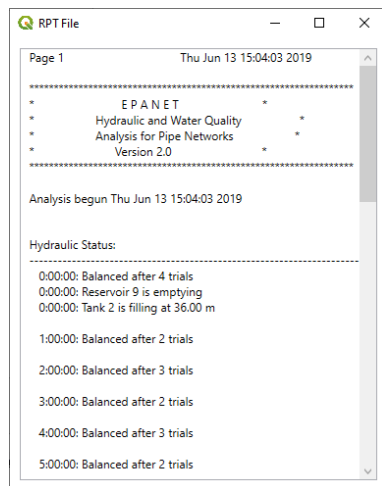 RPT File
Page 1 Thu Jun 13 15:04:03 2019
******************************************************************
* E P A N E T *
* Hydraulic and Water Quality *
* Analysis for Pipe Networks *
* Version 2.0 *
******************************************************************
Analysis begun Thu Jun 13 15:04:03 2019
Hydraulic Status:
-----------------------------------------------------------------------
0:00:00: Balanced after 4 trials
0:00:00: Reservoir 9 is emptying
0:00:00: Tank 2 is filling at 36.00 m
1:00:00: Balanced after 2 trials
2:00:00: Balanced after 3 trials
3:00:00: Balanced after 2 trials
4:00:00: Balanced after 3 trials
5:00:00: Balanced after 2 trials